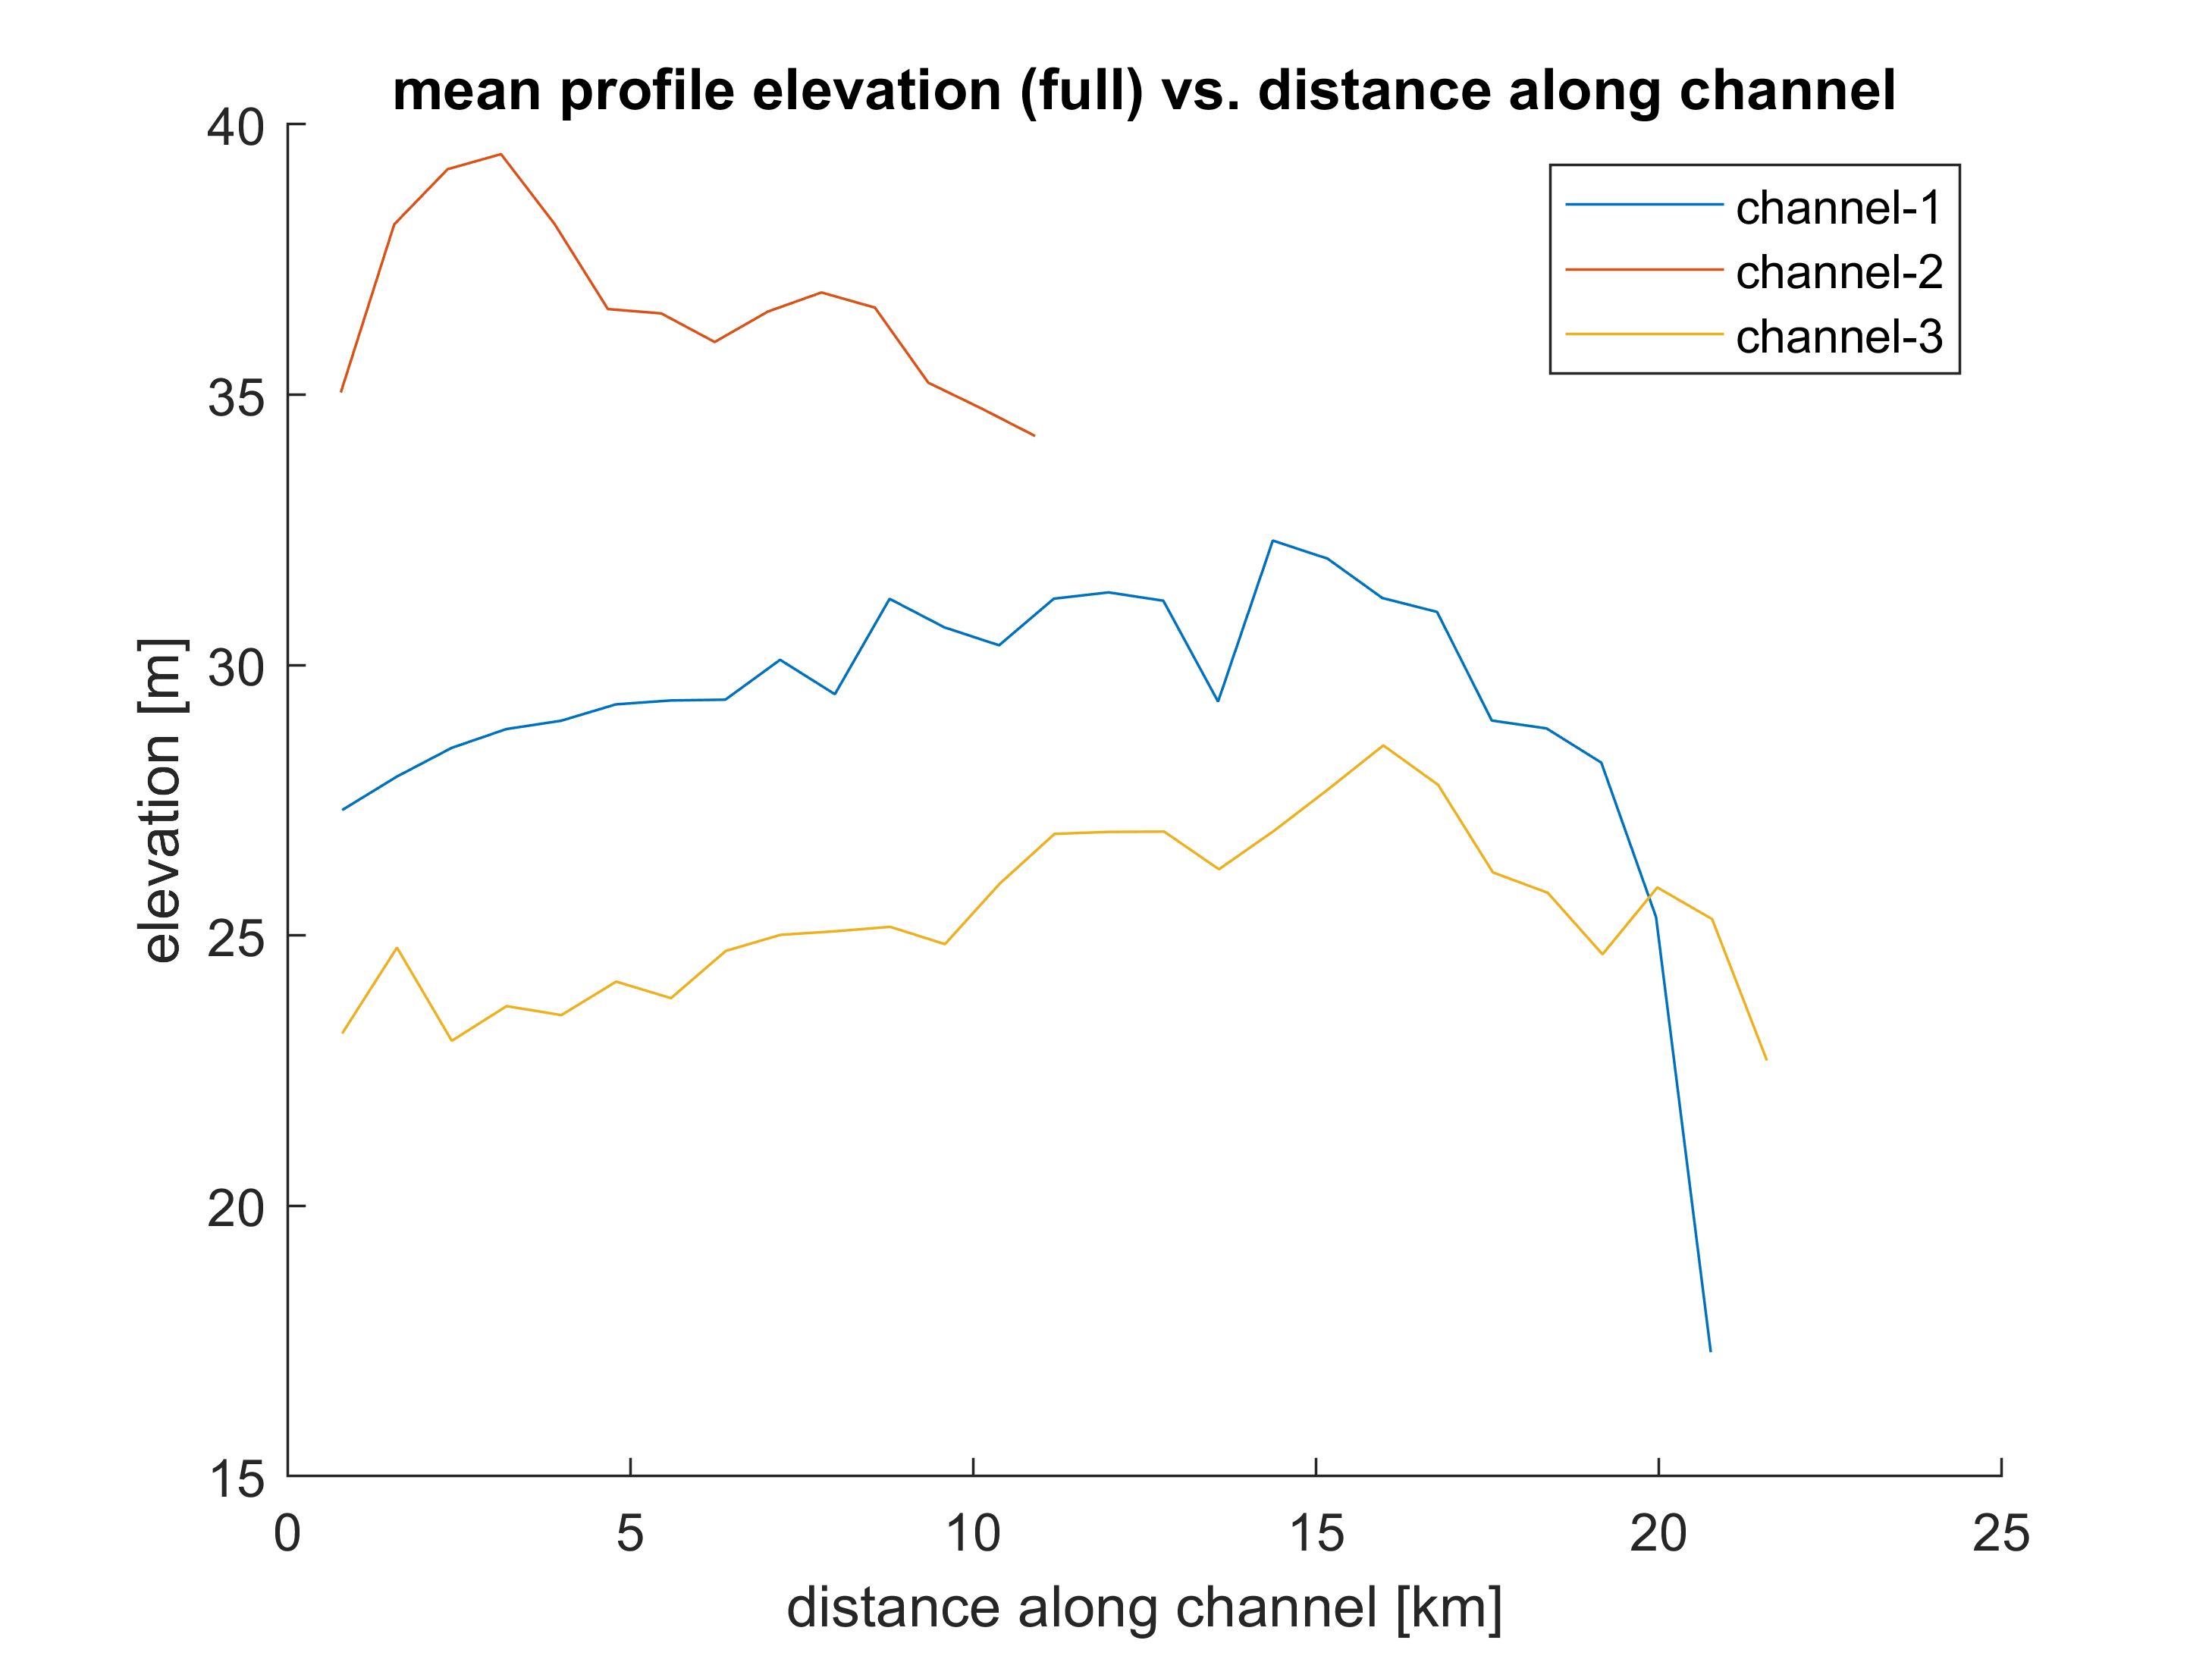 mean profile elevation (full) vs. distance along channel
40
35
30
25
20
15
elevation [m]
channel-1
channel-2
channel-3
0 5 10 15 20 25
distance along channel [km]